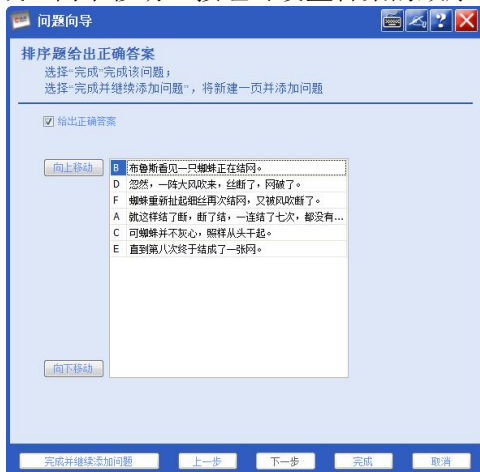 问题向导
排序题给出正确答案
选择“完成”完成该问题；
选择“完成并继续添加问题”，将新建一页并添加问题
给出正确答案
向上移动
B 布鲁斯看见一只蜘蛛正在结网。
D 忽然，一阵大风吹来，丝断了，网破了。
F 蜘蛛重新扯起细丝再次结网，又被风吹断了。
A 就这样结了断，断了结，一连结了七次，都没有...
C 可蜘蛛并不灰心，照样从头干起。
E 直到第八次终于结成了一张网。
向下移动
完成并继续添加问题 上一步 下一步 完成 取消